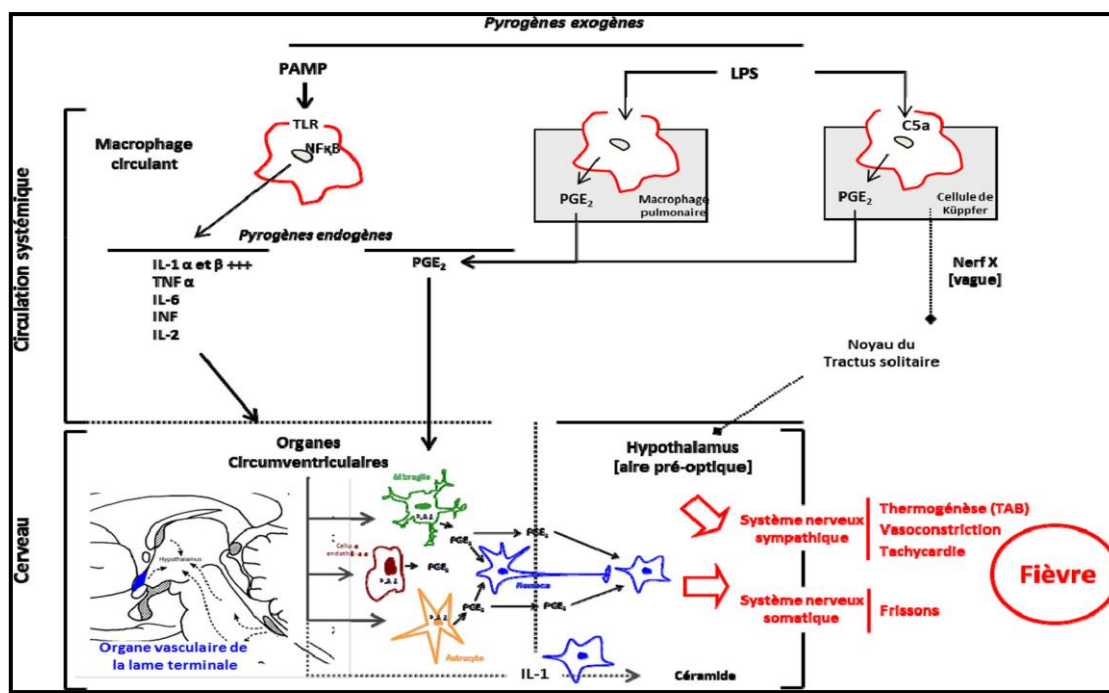 Pyrogènes exogènes
PAMP
LPS
TLR
NFκB
C5a
Macrophage
circulant
PGE₂
Macrophage
pulmonaire
PGE₂
Cellule de
Küppfer
Circulation systémique
Pyrogènes endogènes
IL-1 α et β +++
TNF α
IL-6
INF
IL-2
PGE₂
Nerf X
[vague]
Noyau du
Tractus solitaire
Cerveau
Organes
Circumventriculaires
Hypothalamus
[aire pré-optique]
Hypothalamus
PGE₂
PGE₂
PGE₂
PGE₂
PGE₂
Astrocyte
Organe vasculaire de
la lame terminale
IL-1
Céramide
Système nerveux
sympathique
Thermogénèse (TAB)
Vasoconstriction
Tachycardie
Système nerveux
somatique
Frissons
Fièvre